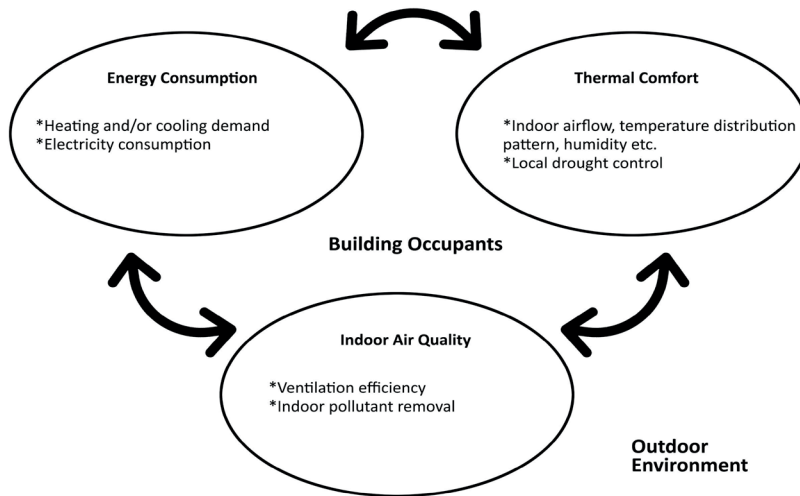 Energy Consumption
*Heating and/or cooling demand
*Electricity consumption
Thermal Comfort
*Indoor airflow, temperature distribution
pattern, humidity etc.
*Local drought control
Building Occupants
Indoor Air Quality
*Ventilation efficiency
*Indoor pollutant removal
Outdoor
Environment